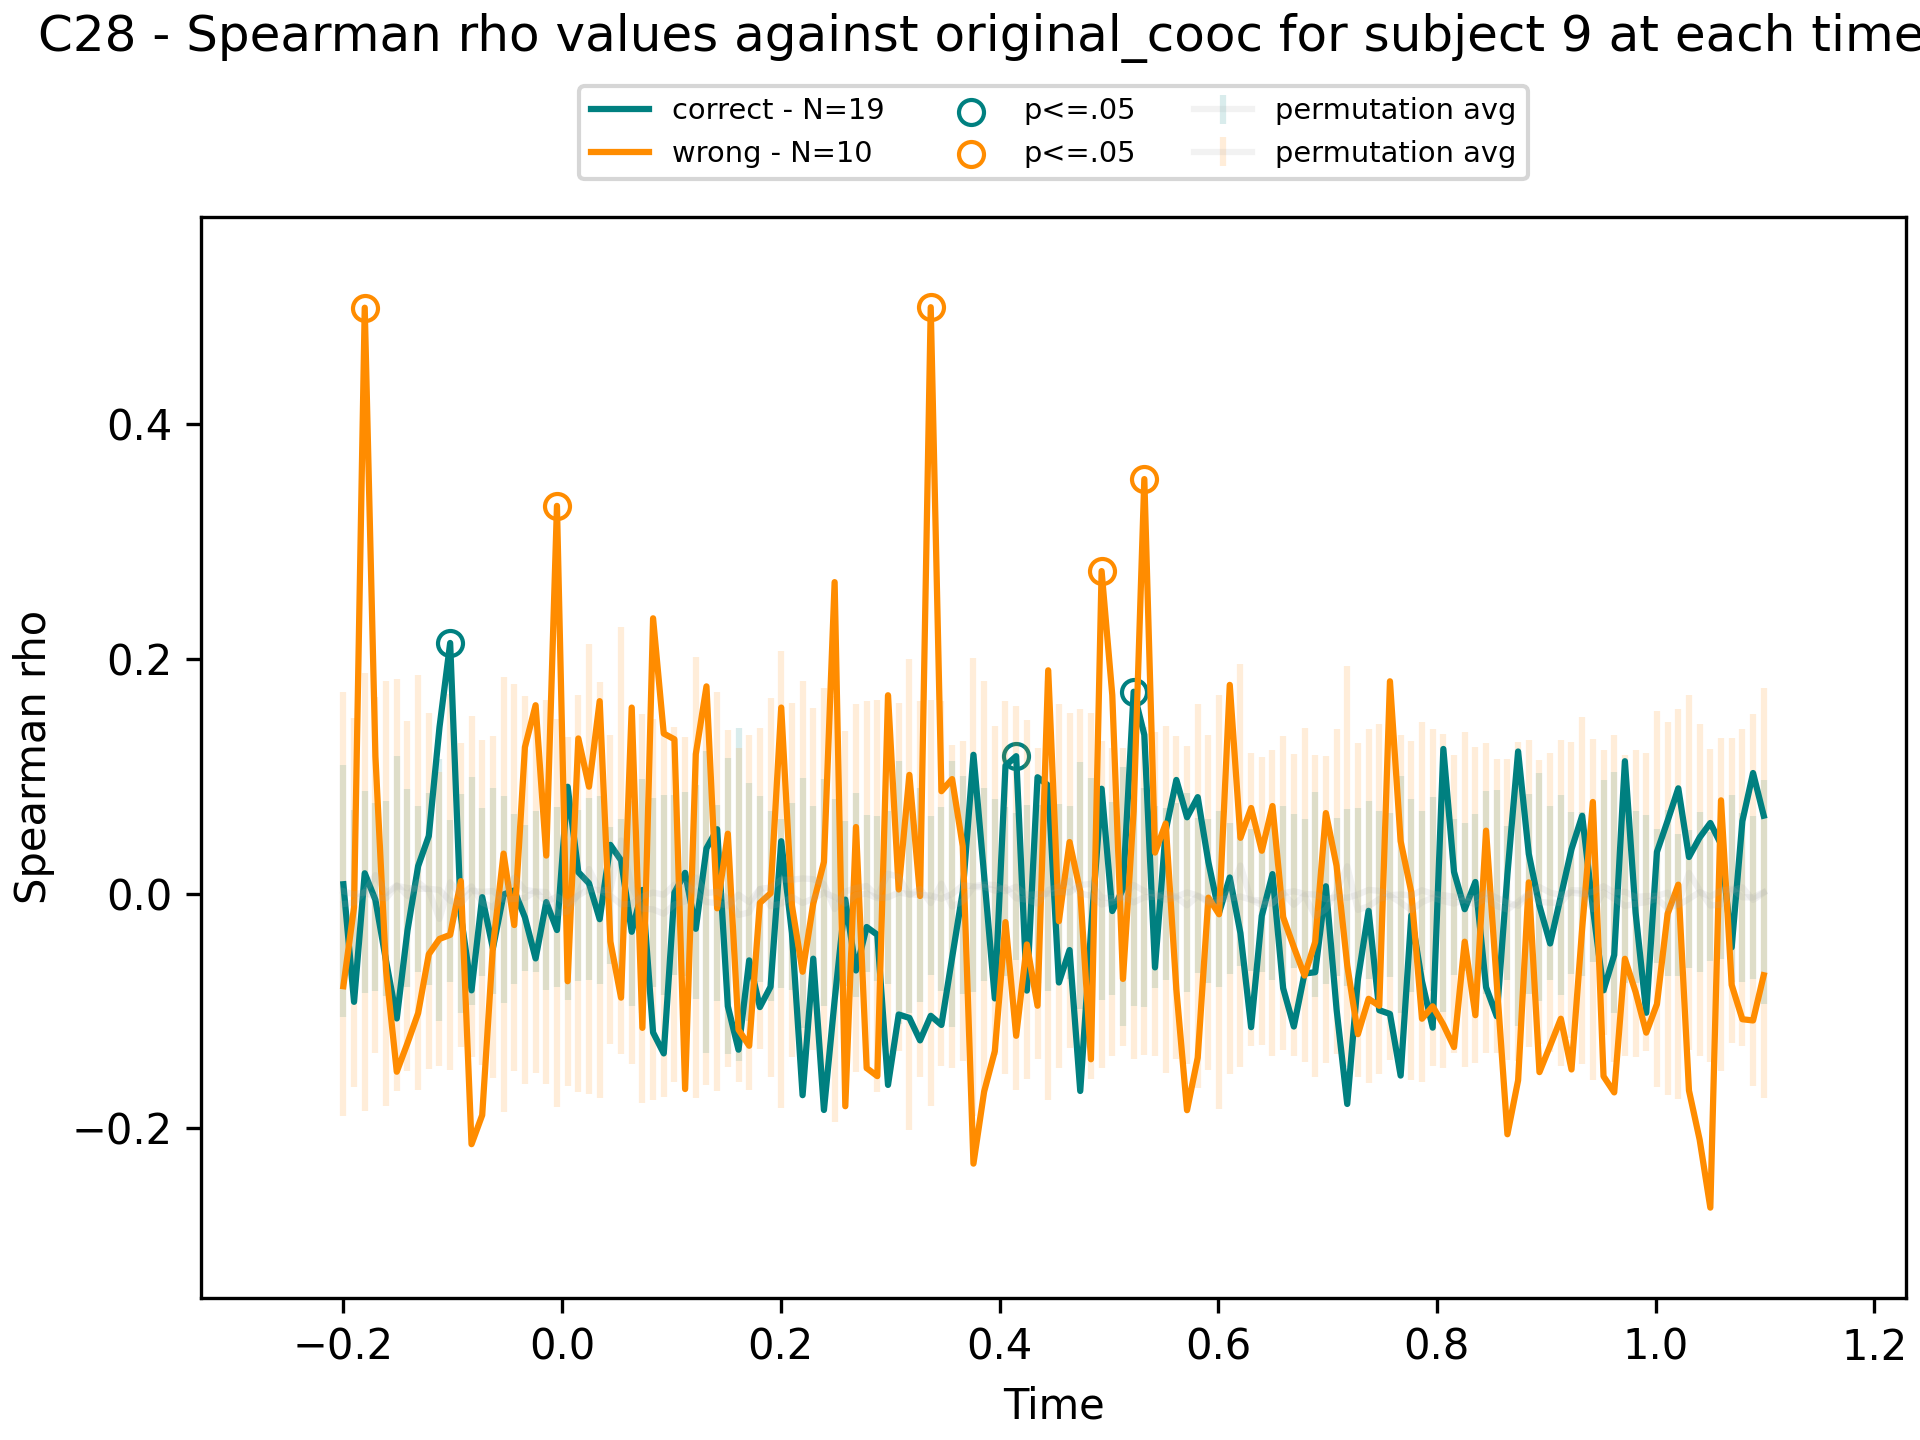 C28 - Spearman rho values against original_cooc for subject 9 at each time
correct - N=19
wrong - N=10
p<=.05
p<=.05
permutation avg
permutation avg
Spearman rho
0.4
0.2
0.0
−0.2
−0.2 0.0 0.2 0.4 0.6 0.8 1.0 1.2
Time